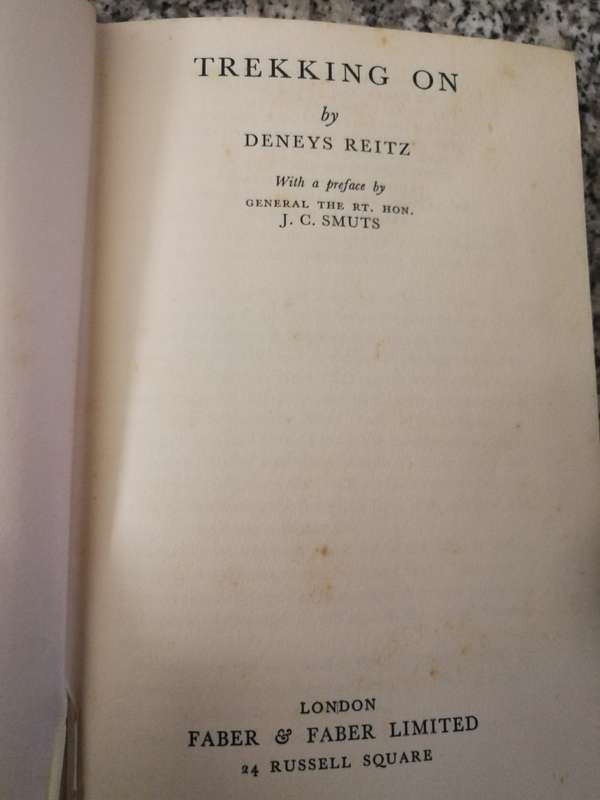 TREKKING ON
by
DENEYS REITZ
With a preface by
GENERAL THE RT. HON.
J. C. SMUTS
LONDON
FABER & FABER LIMITED
24 RUSSELL SQUARE